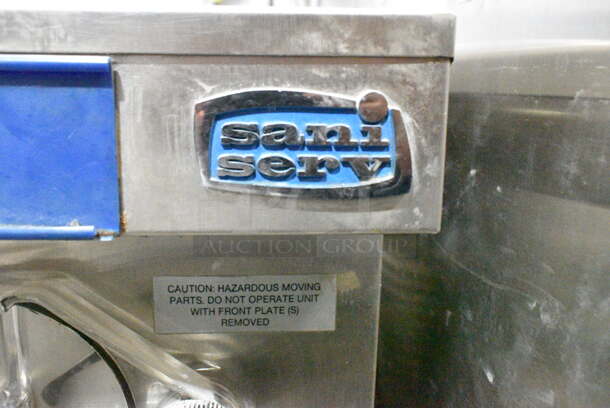 sani
serv
AUCTION GROUP
CAUTION: HAZARDOUS MOVING
PARTS. DO NOT OPERATE UNIT
WITH FRONT PLATE (S)
REMOVED